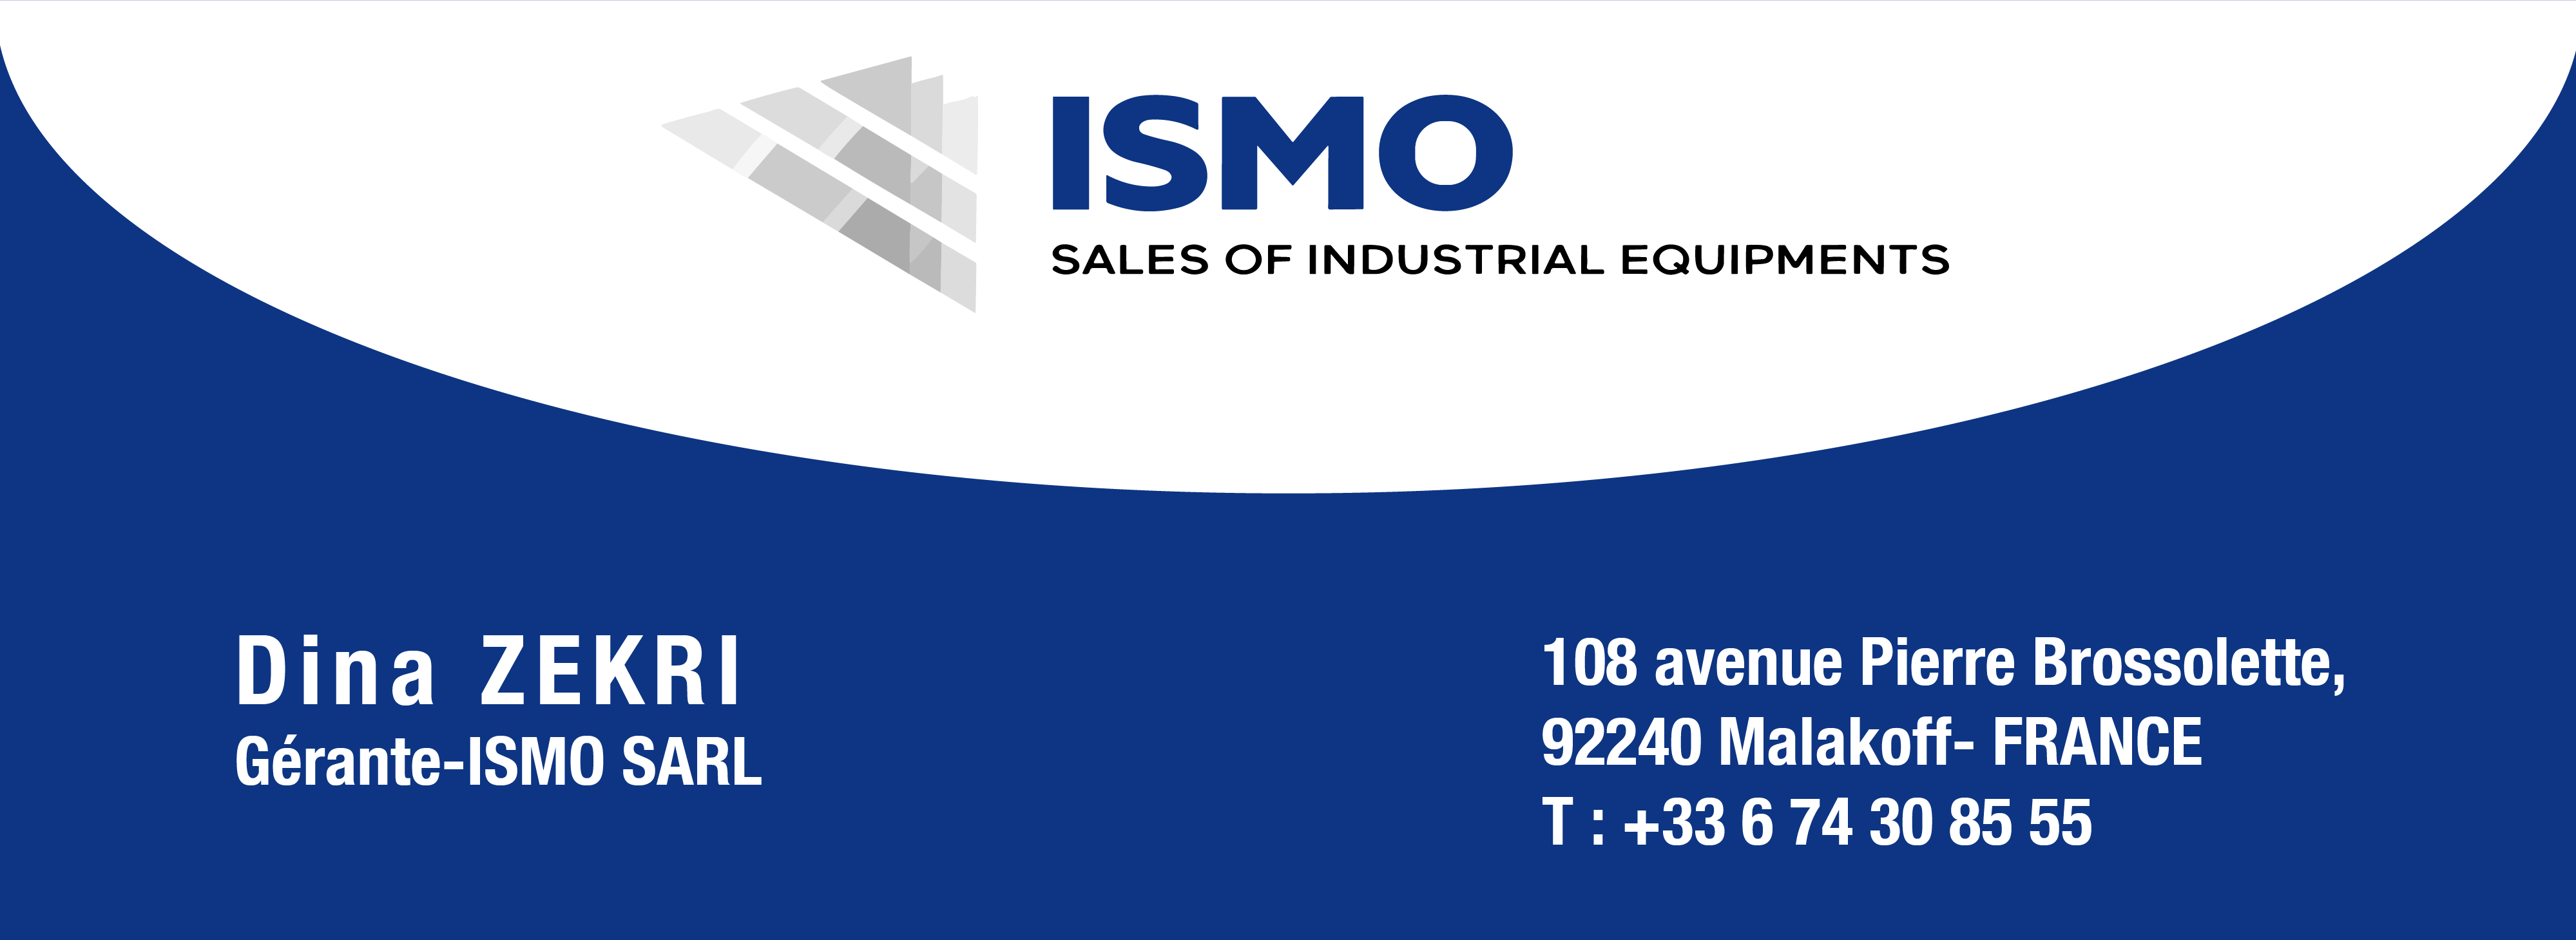 ISMO
SALES OF INDUSTRIAL EQUIPMENTS
Dina ZEKRI
Gérante-ISMO SARL
108 avenue Pierre Brossolette,
92240 Malakoff- FRANCE
T : +33 6 74 30 85 55